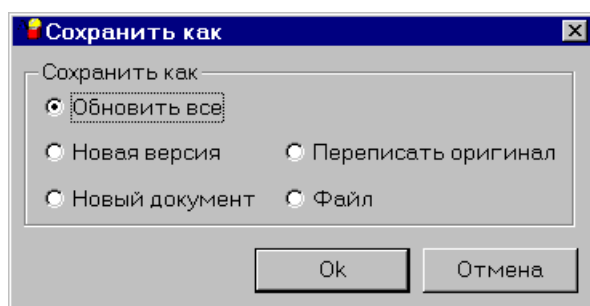 Сохранить как
Сохранить как
Обновить все
Новая версия Переписать оригинал
Новый документ Файл
Ok Отмена